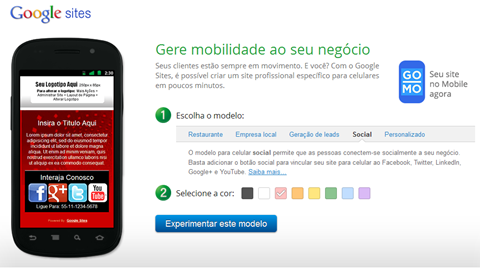 Google sites
2:30
Seu Logotipo Aqui
Para afixar o logotipo: Mais Ações >
Administrar Site > Layout da Página >
Alterar Logotipo
Insira o Título Aqui
Lorem ipsum dolor sit amet, consectetur
adipisicing elit, sed do eiusmod tempor
incididunt ut labore et dolore magna
aliqua. Ut enim ad minim veniam, quis
nostrud exercitation ullamco laboris nisi
ut aliquip ex ea commodo consequat.
Interaja Conosco
f g+ t You Tube
Ligue Para: 55-11-1234-5678
Powered By Google Sites
Gere mobilidade ao seu negócio
Seus clientes estão sempre em movimento. E você? Com o Google
Sites, é possível criar um site profissional específico para celulares
em poucos minutos.
GO
MO
Seu site
no Mobile
agora
1 Escolha o modelo:
Restaurante Empresa local Geração de leads Social Personalizado
O modelo para celular social permite que as pessoas conectem-se socialmente a seu negócio.
Basta adicionar o botão social para vincular seu site para celular ao Facebook, Twitter, LinkedIn,
Google+ e YouTube. Saiba mais...
2 Selecione a cor:
Experimentar este modelo